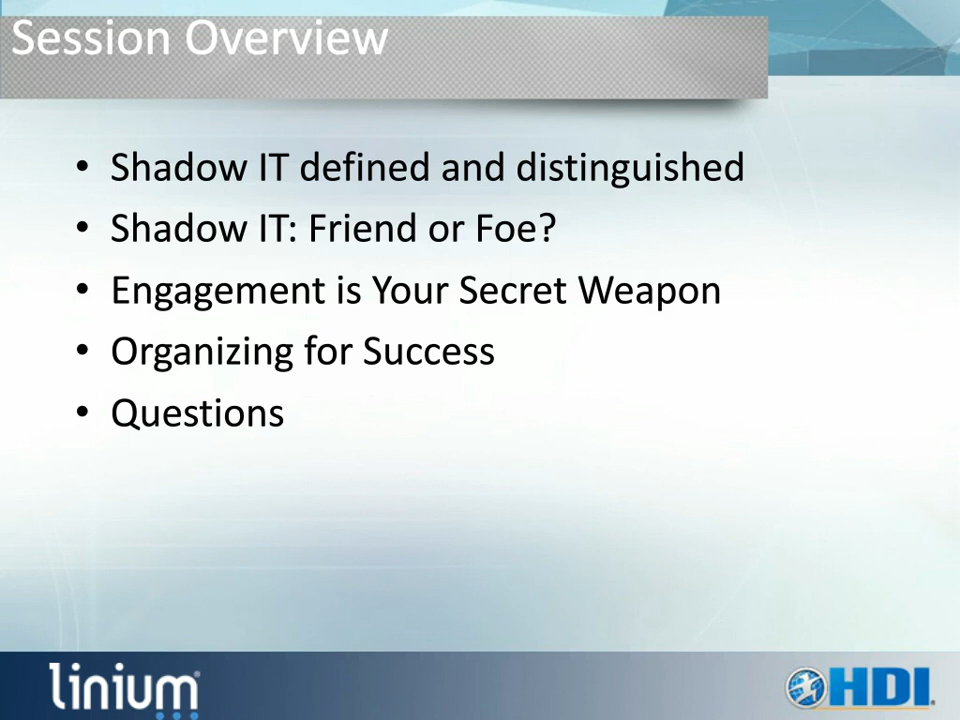 Session Overview
• Shadow IT defined and distinguished
• Shadow IT: Friend or Foe?
• Engagement is Your Secret Weapon
• Organizing for Success
• Questions
linium®
HDI.